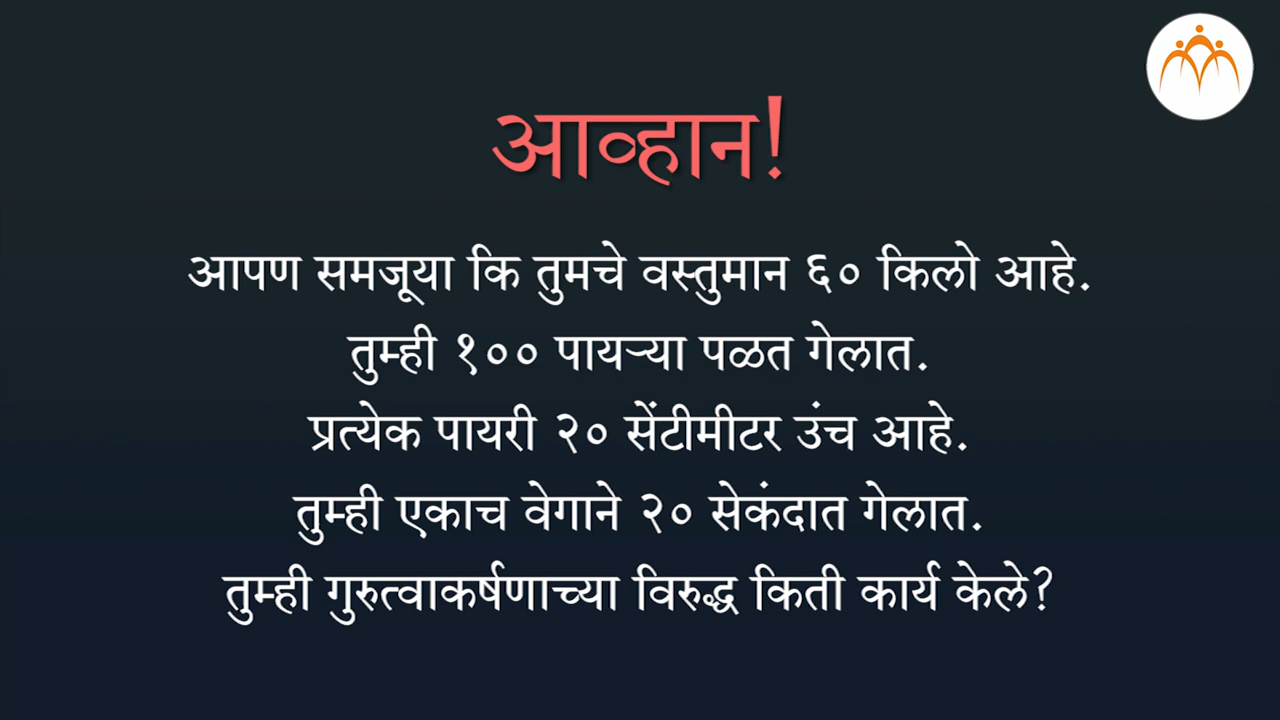 आव्हान!
आपण समजूया कि तुमचे वस्तुमान ६० किलो आहे.
तुम्ही १०० पायऱ्या पळत गेलात.
प्रत्येक पायरी २० सेंटीमीटर उंच आहे.
तुम्ही एकाच वेगाने २० सेकंदात गेलात.
तुम्ही गुरुत्वाकर्षणाच्या विरुद्ध किती कार्य केले?